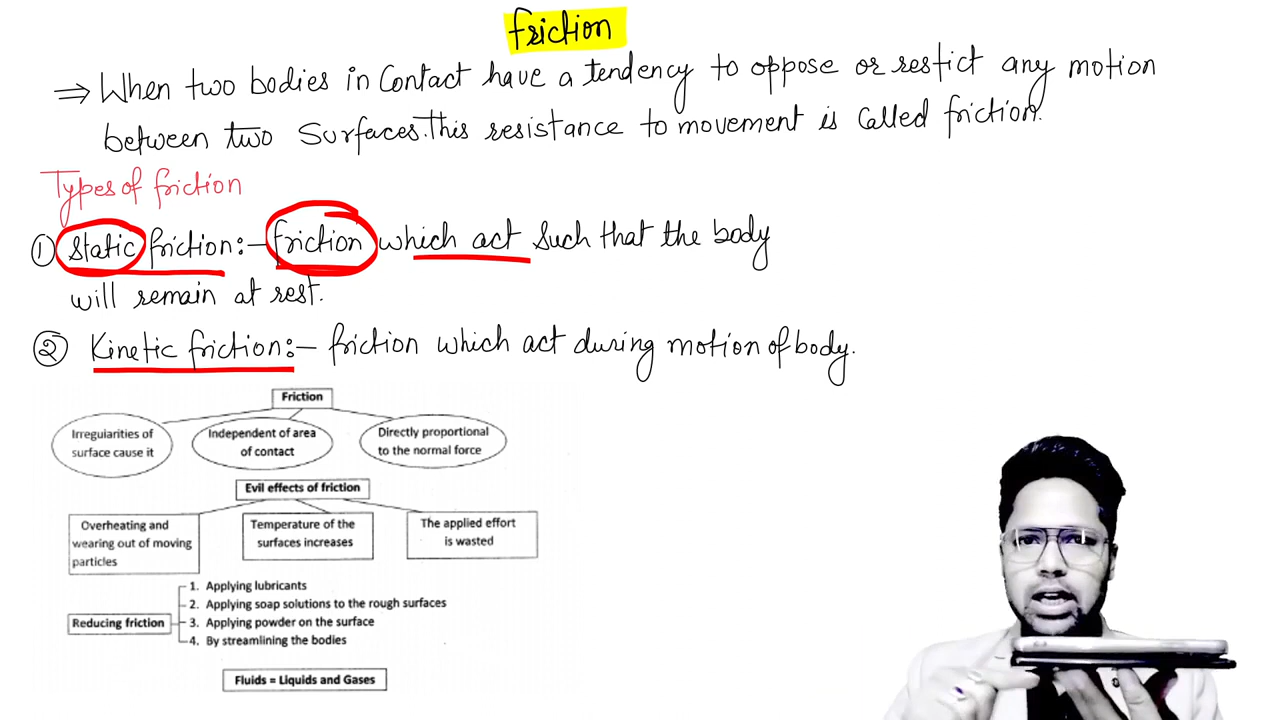 friction
⇒ When two bodies in Contact have a tendency to oppose or restict any motion
between two Surfaces. This resistance to movement is Called friction.
Types of friction
① Static friction:- friction which act Such that the body
will remain at rest.
② Kinetic friction:- friction which act during motion of body.
Friction
Irregularities of
surface cause it
Independent of area
of contact
Directly proportional
to the normal force
Evil effects of friction
Overheating and
wearing out of moving
particles
Temperature of the
surfaces increases
The applied effort
is wasted
Reducing friction
1. Applying lubricants
2. Applying soap solutions to the rough surfaces
3. Applying powder on the surface
4. By streamlining the bodies
Fluids = Liquids and Gases